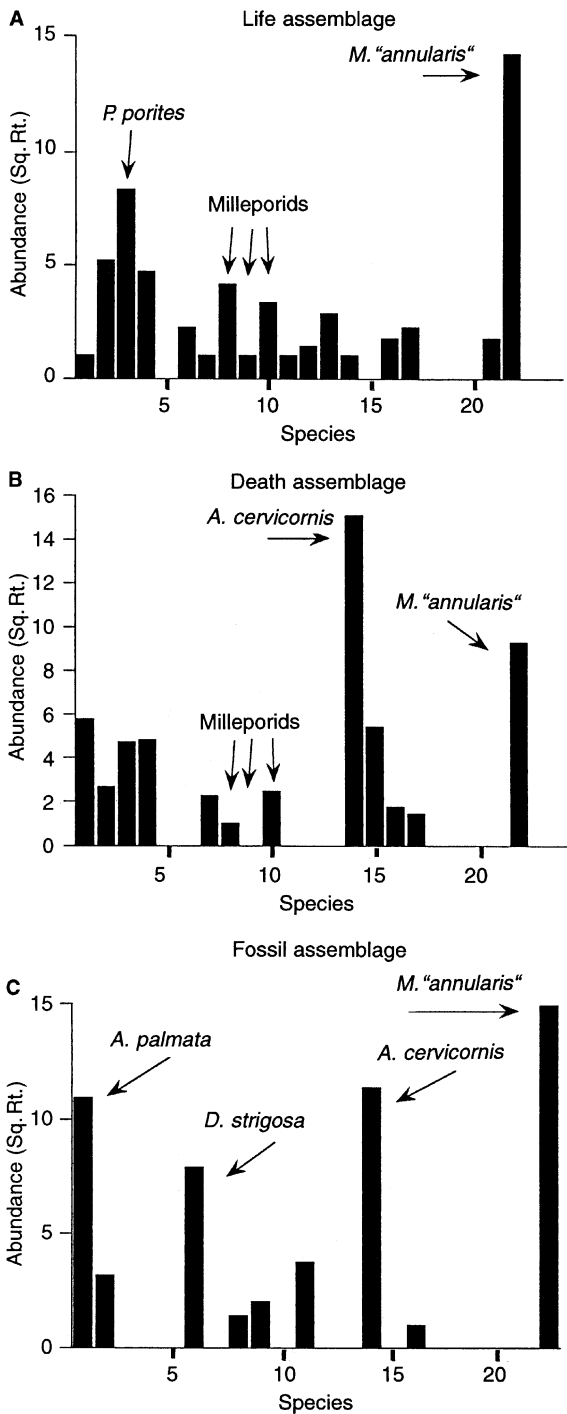 A
Life assemblage
15
10
5
0
Abundance (Sq. Rt.)
P. porites
Milleporids
M. “annularis“
5 10 15 20
Species
B
Death assemblage
16
14
12
10
8
6
4
2
0
Abundance (Sq. Rt.)
A. cervicornis
M. “annularis“
Milleporids
5 10 15 20
Species
Fossil assemblage
C
15
10
5
0
Abundance (Sq. Rt.)
M. “annularis“
A. palmata
A. cervicornis
D. strigosa
5 10 15 20
Species